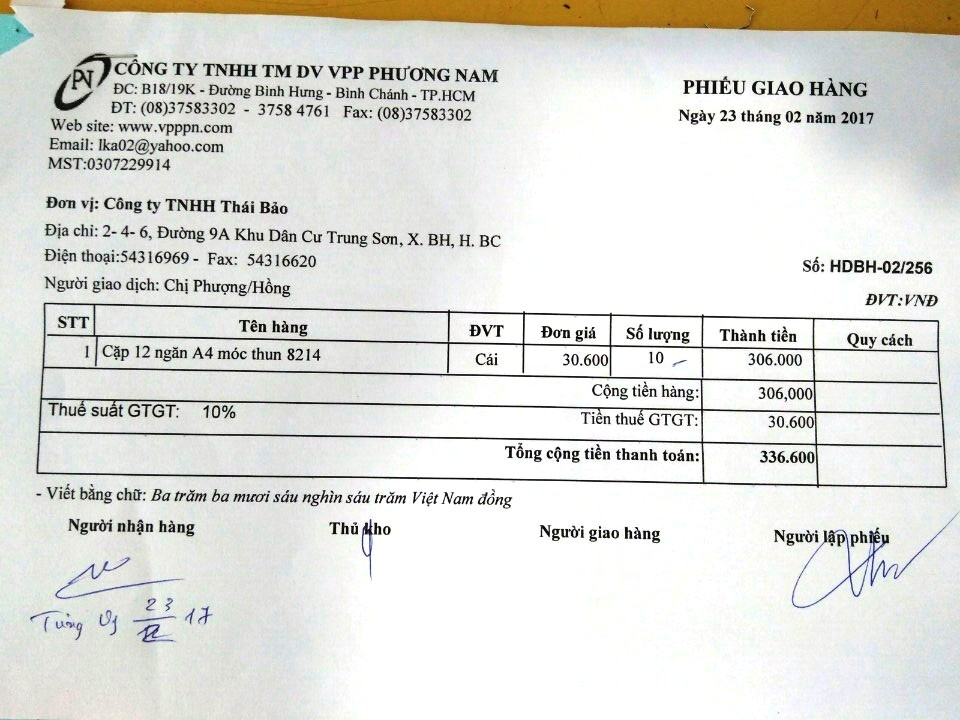 PN
CÔNG TY TNHH TM DV VPP PHƯƠNG NAM
ĐC: B18/19K - Đường Bình Hưng - Bình Chánh - TP.HCM
ĐT: (08)37583302 - 3758 4761 Fax: (08)37583302
Web site: www.vpppn.com
Email: lka02@yahoo.com
MST:0307229914
PHIẾU GIAO HÀNG
Ngày 23 tháng 02 năm 2017
Đơn vị: Công ty TNHH Thái Bảo
Địa chỉ: 2- 4- 6, Đường 9A Khu Dân Cư Trung Sơn, X. BH, H. BC
Điện thoại:54316969 - Fax: 54316620
Người giao dịch: Chị Phượng/Hồng
Số: HDBH-02/256
ĐVT:VNĐ
STT Tên hàng ĐVT Đơn giá Số lượng Thành tiền Quy cách
1 Cặp 12 ngăn A4 móc thun 8214 Cái 30.600 10 306.000
Cộng tiền hàng: 306,000
Thuế suất GTGT: 10% Tiền thuế GTGT: 30.600
Tổng cộng tiền thanh toán: 336.600
- Viết bằng chữ: Ba trăm ba mươi sáu nghìn sáu trăm Việt Nam đồng
Người nhận hàng Thủ kho Người giao hàng Người lập phiếu
23
17